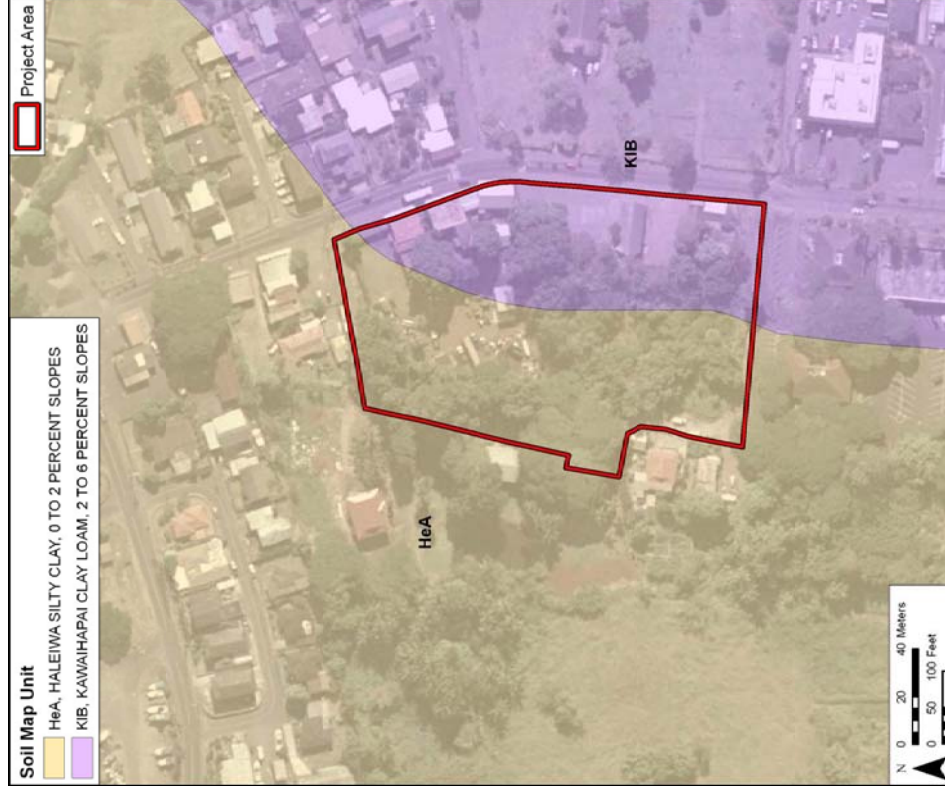 Soil Map Unit
HeA, HALEIWA SILTY CLAY, 0 TO 2 PERCENT SLOPES
KIB, KAWAIHAPAI CLAY LOAM, 2 TO 6 PERCENT SLOPES
Project Area
KIB
HeA
N
0 20 40 Meters
0 50 100 Feet